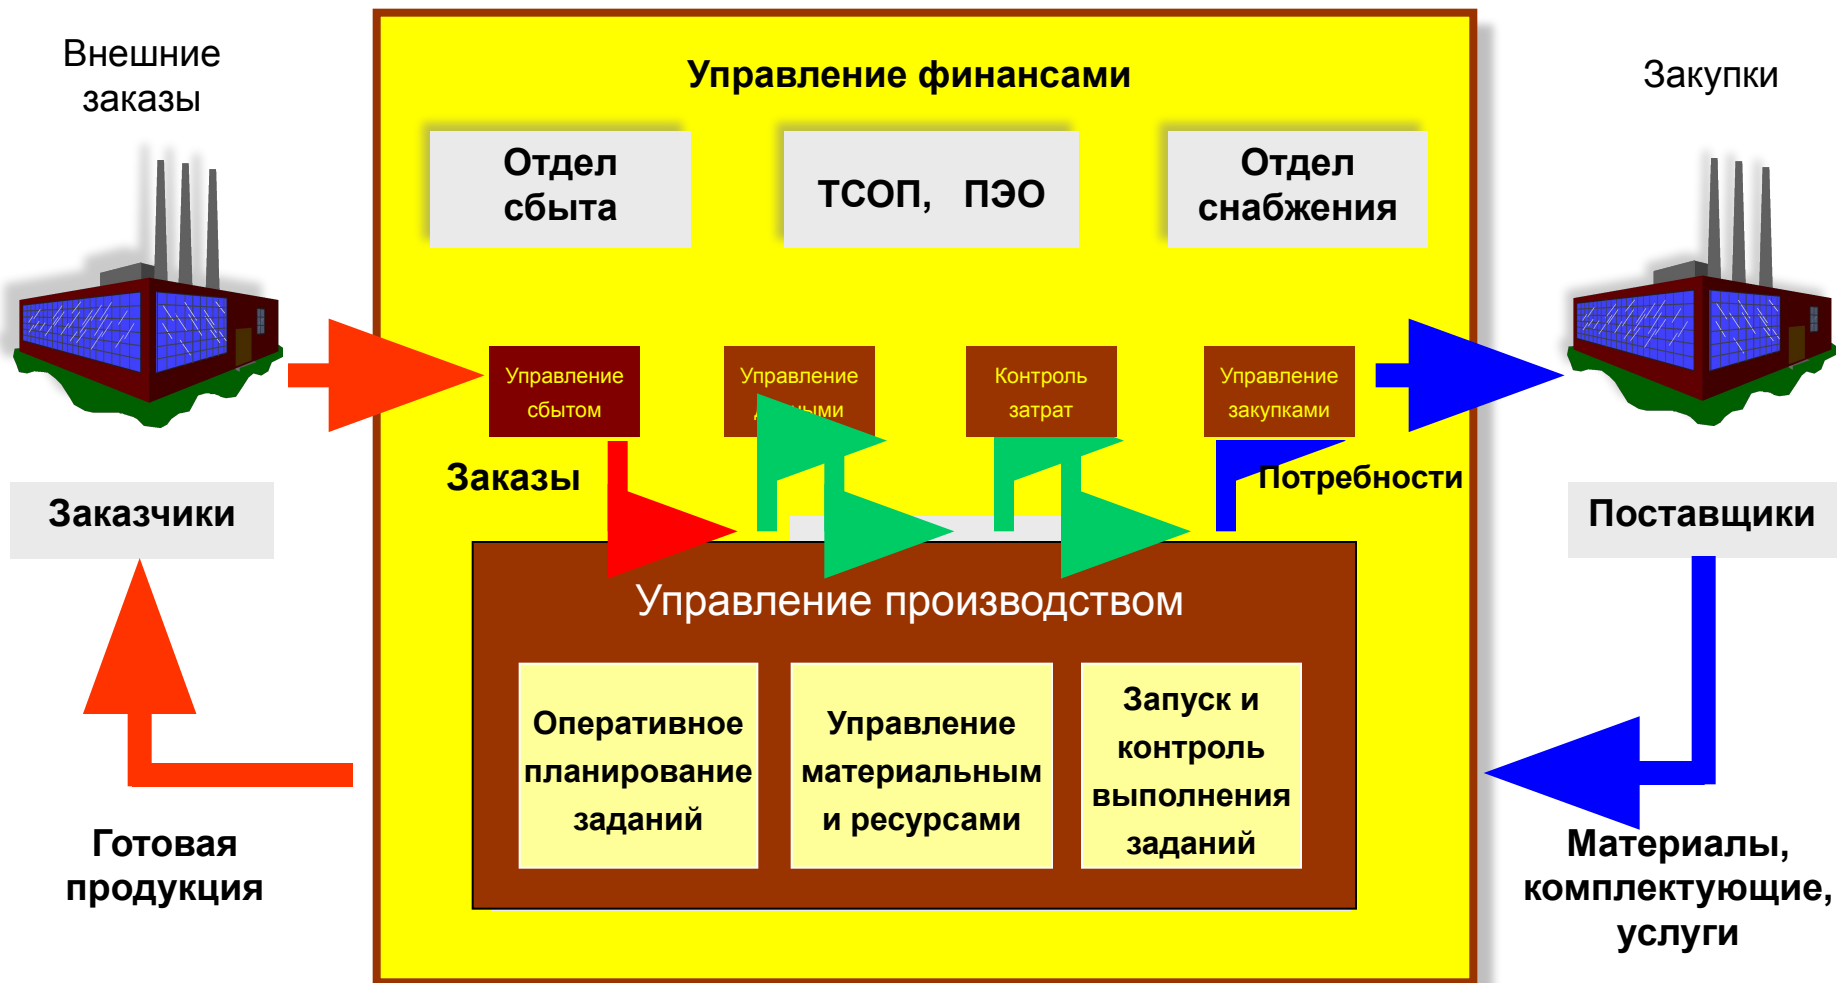 Внешние
заказы
Управление финансами
Закупки
Отдел
сбыта
ТСОП, ПЭО
Отдел
снабжения
Управление
сбытом
Управление
Контроль
затрат
Управление
закупками
Заказы
Потребности
Заказчики
Поставщики
Управление производством
Оперативное
планирование
заданий
Управление
материальным
и ресурсами
Запуск и
контроль
выполнения
заданий
Готовая
продукция
Материалы,
комплектующие,
услуги